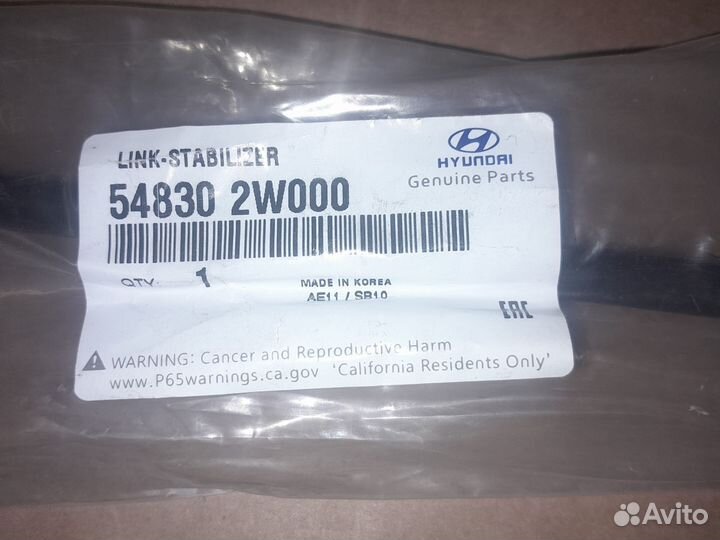 LINK-STABILIZER
HYUNDAI
54830 2W000
Genuine Parts
QTY. 1
MADE IN KOREA
AE11 / SR10
EAC
WARNING: Cancer and Reproductive Harm
www.P65warnings.ca.gov 'California Residents Only'
Avito